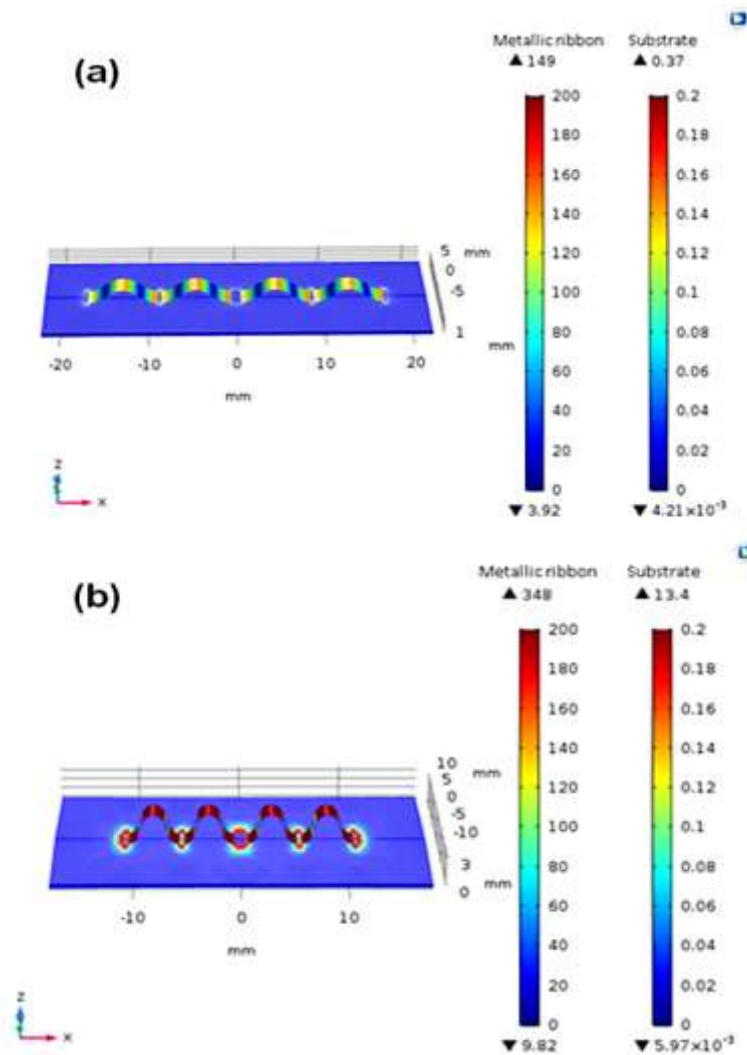 Metallic ribbon Substrate
(a)
▲ 149 ▲ 0.37
200 0.2
180 0.18
160 0.16
140 0.14
120 0.12
100 0.1
80 0.08
60 0.06
40 0.04
20 0.02
0 0
▼ 3.92 ▼ 4.21×10⁻³
5 mm
0
-5
1
mm
-20 -10 0 10 20
mm
z
x
Metallic ribbon Substrate
(b)
▲ 348 ▲ 13.4
200 0.2
180 0.18
160 0.16
140 0.14
120 0.12
100 0.1
80 0.08
60 0.06
40 0.04
20 0.02
0 0
▼ 9.82 ▼ 5.97×10⁻³
10 mm
5
0
-5
-10
3
0 mm
-10 0 10
mm
z
x